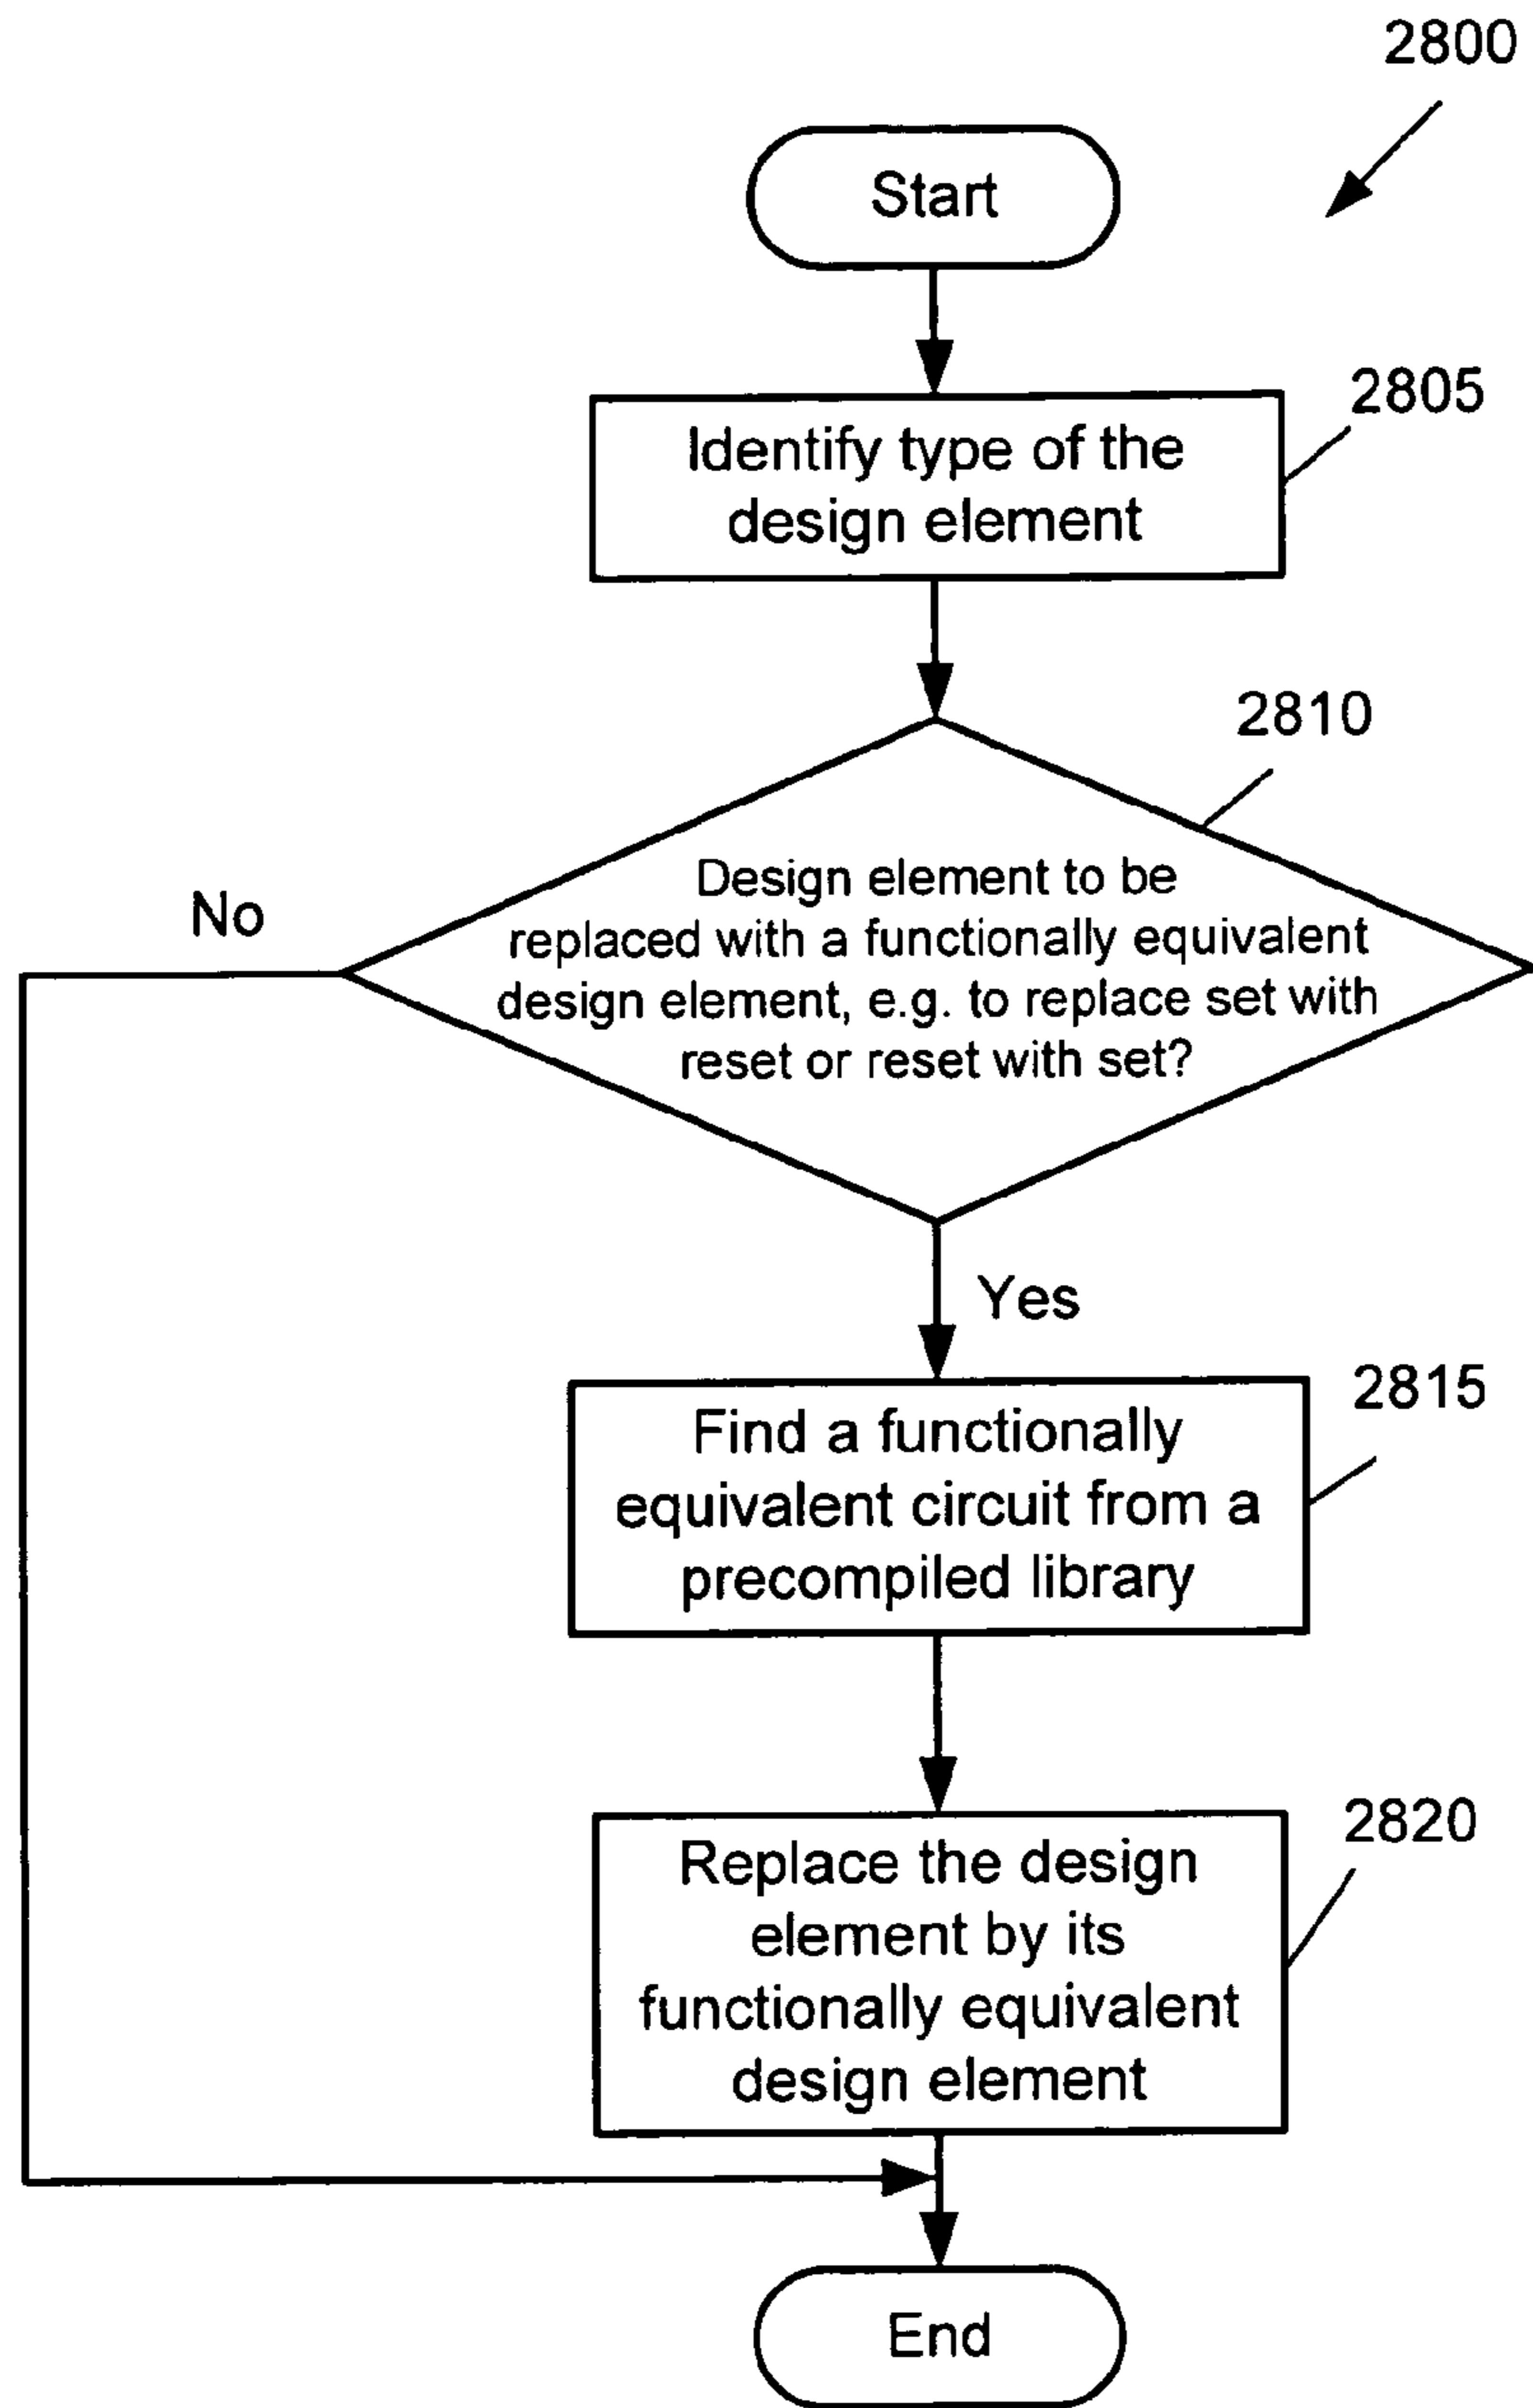 2800
Start
2805
Identify type of the
design element
2810
Design element to be
replaced with a functionally equivalent
design element, e.g. to replace set with
reset or reset with set?
No
Yes
2815
Find a functionally
equivalent circuit from a
precompiled library
2820
Replace the design
element by its
functionally equivalent
design element
End